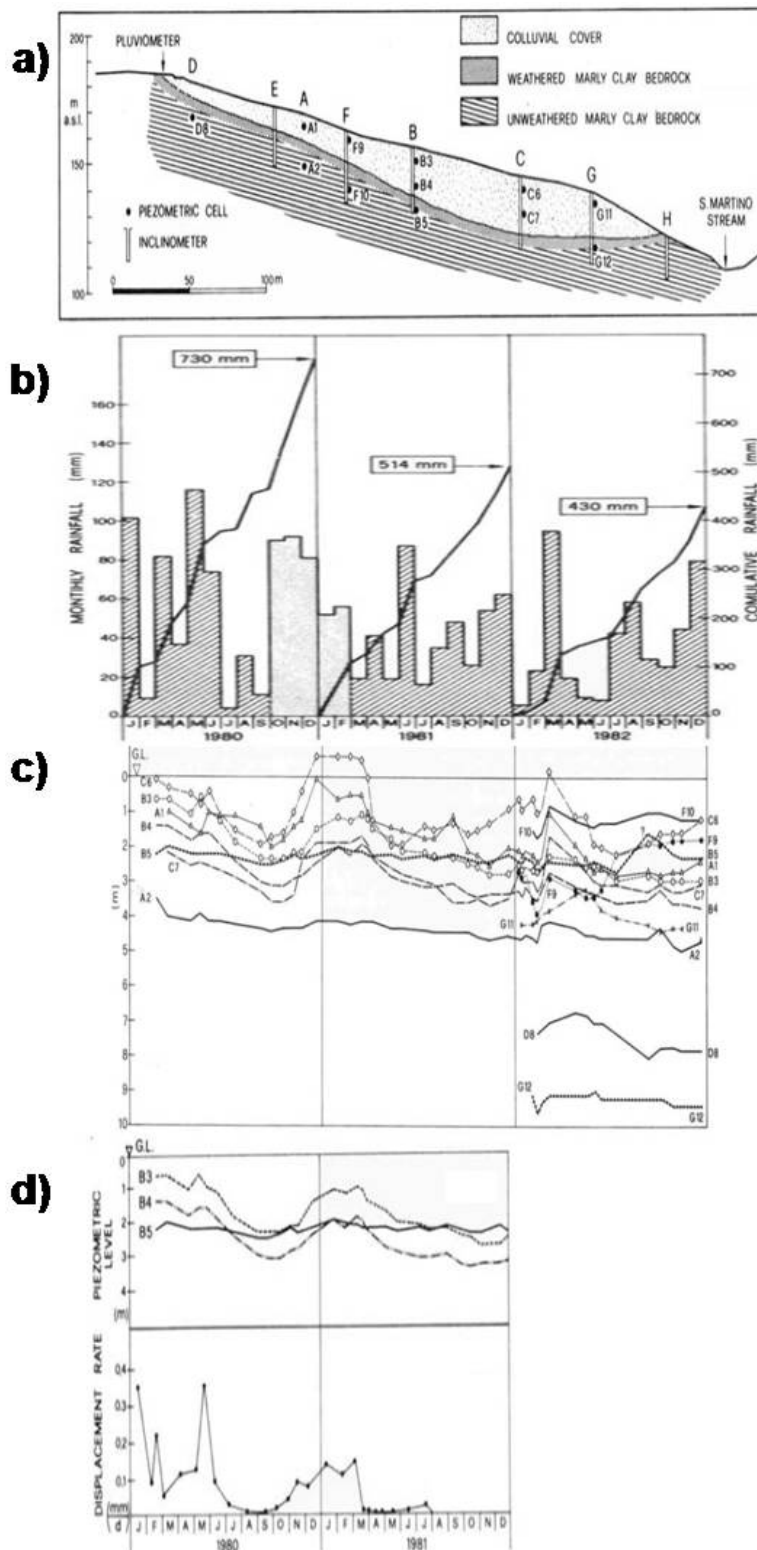 a)
PLUVIOMETER
D
E
A
F
B
C
G
H
COLLUVIAL COVER
WEATHERED MARLY CLAY BEDROCK
UNWEATHERED MARLY CLAY BEDROCK
200
m
a.s.l.
150
100
D8
A1
A2
F9
F10
B3
B4
B5
C6
C7
G11
G12
S.MARTINO
STREAM
PIEZOMETRIC CELL
INCLINOMETER
0 50 100m
b)
MONTHLY RAINFALL (mm)
160
140
120
100
80
60
40
20
0
730 mm
514 mm
430 mm
COMULATIVE RAINFALL (mm)
700
600
500
400
300
200
100
0
J F M A M J J A S O N D J F M A M J J A S O N D J F M A M J J A S O N D
1980 1981 1982
c)
G.L.
0
1
2
3
(m)
4
5
6
7
8
9
10
C6
B3
A1
B4
B5
C7
A2
F10
F9
G11
D8
G12
?
F10
C6
F9
B5
A1
B3
C7
B4
G11
A2
D8
G12
d)
G.L.
PIEZOMETRIC
LEVEL
0
1
2
3
4
(m)
B3
B4
B5
DISPLACEMENT RATE
0.4
0.3
0.2
0.1
(mm
/d)
J F M A M J J A S O N D J F M A M J J A S O N D
1980 1981